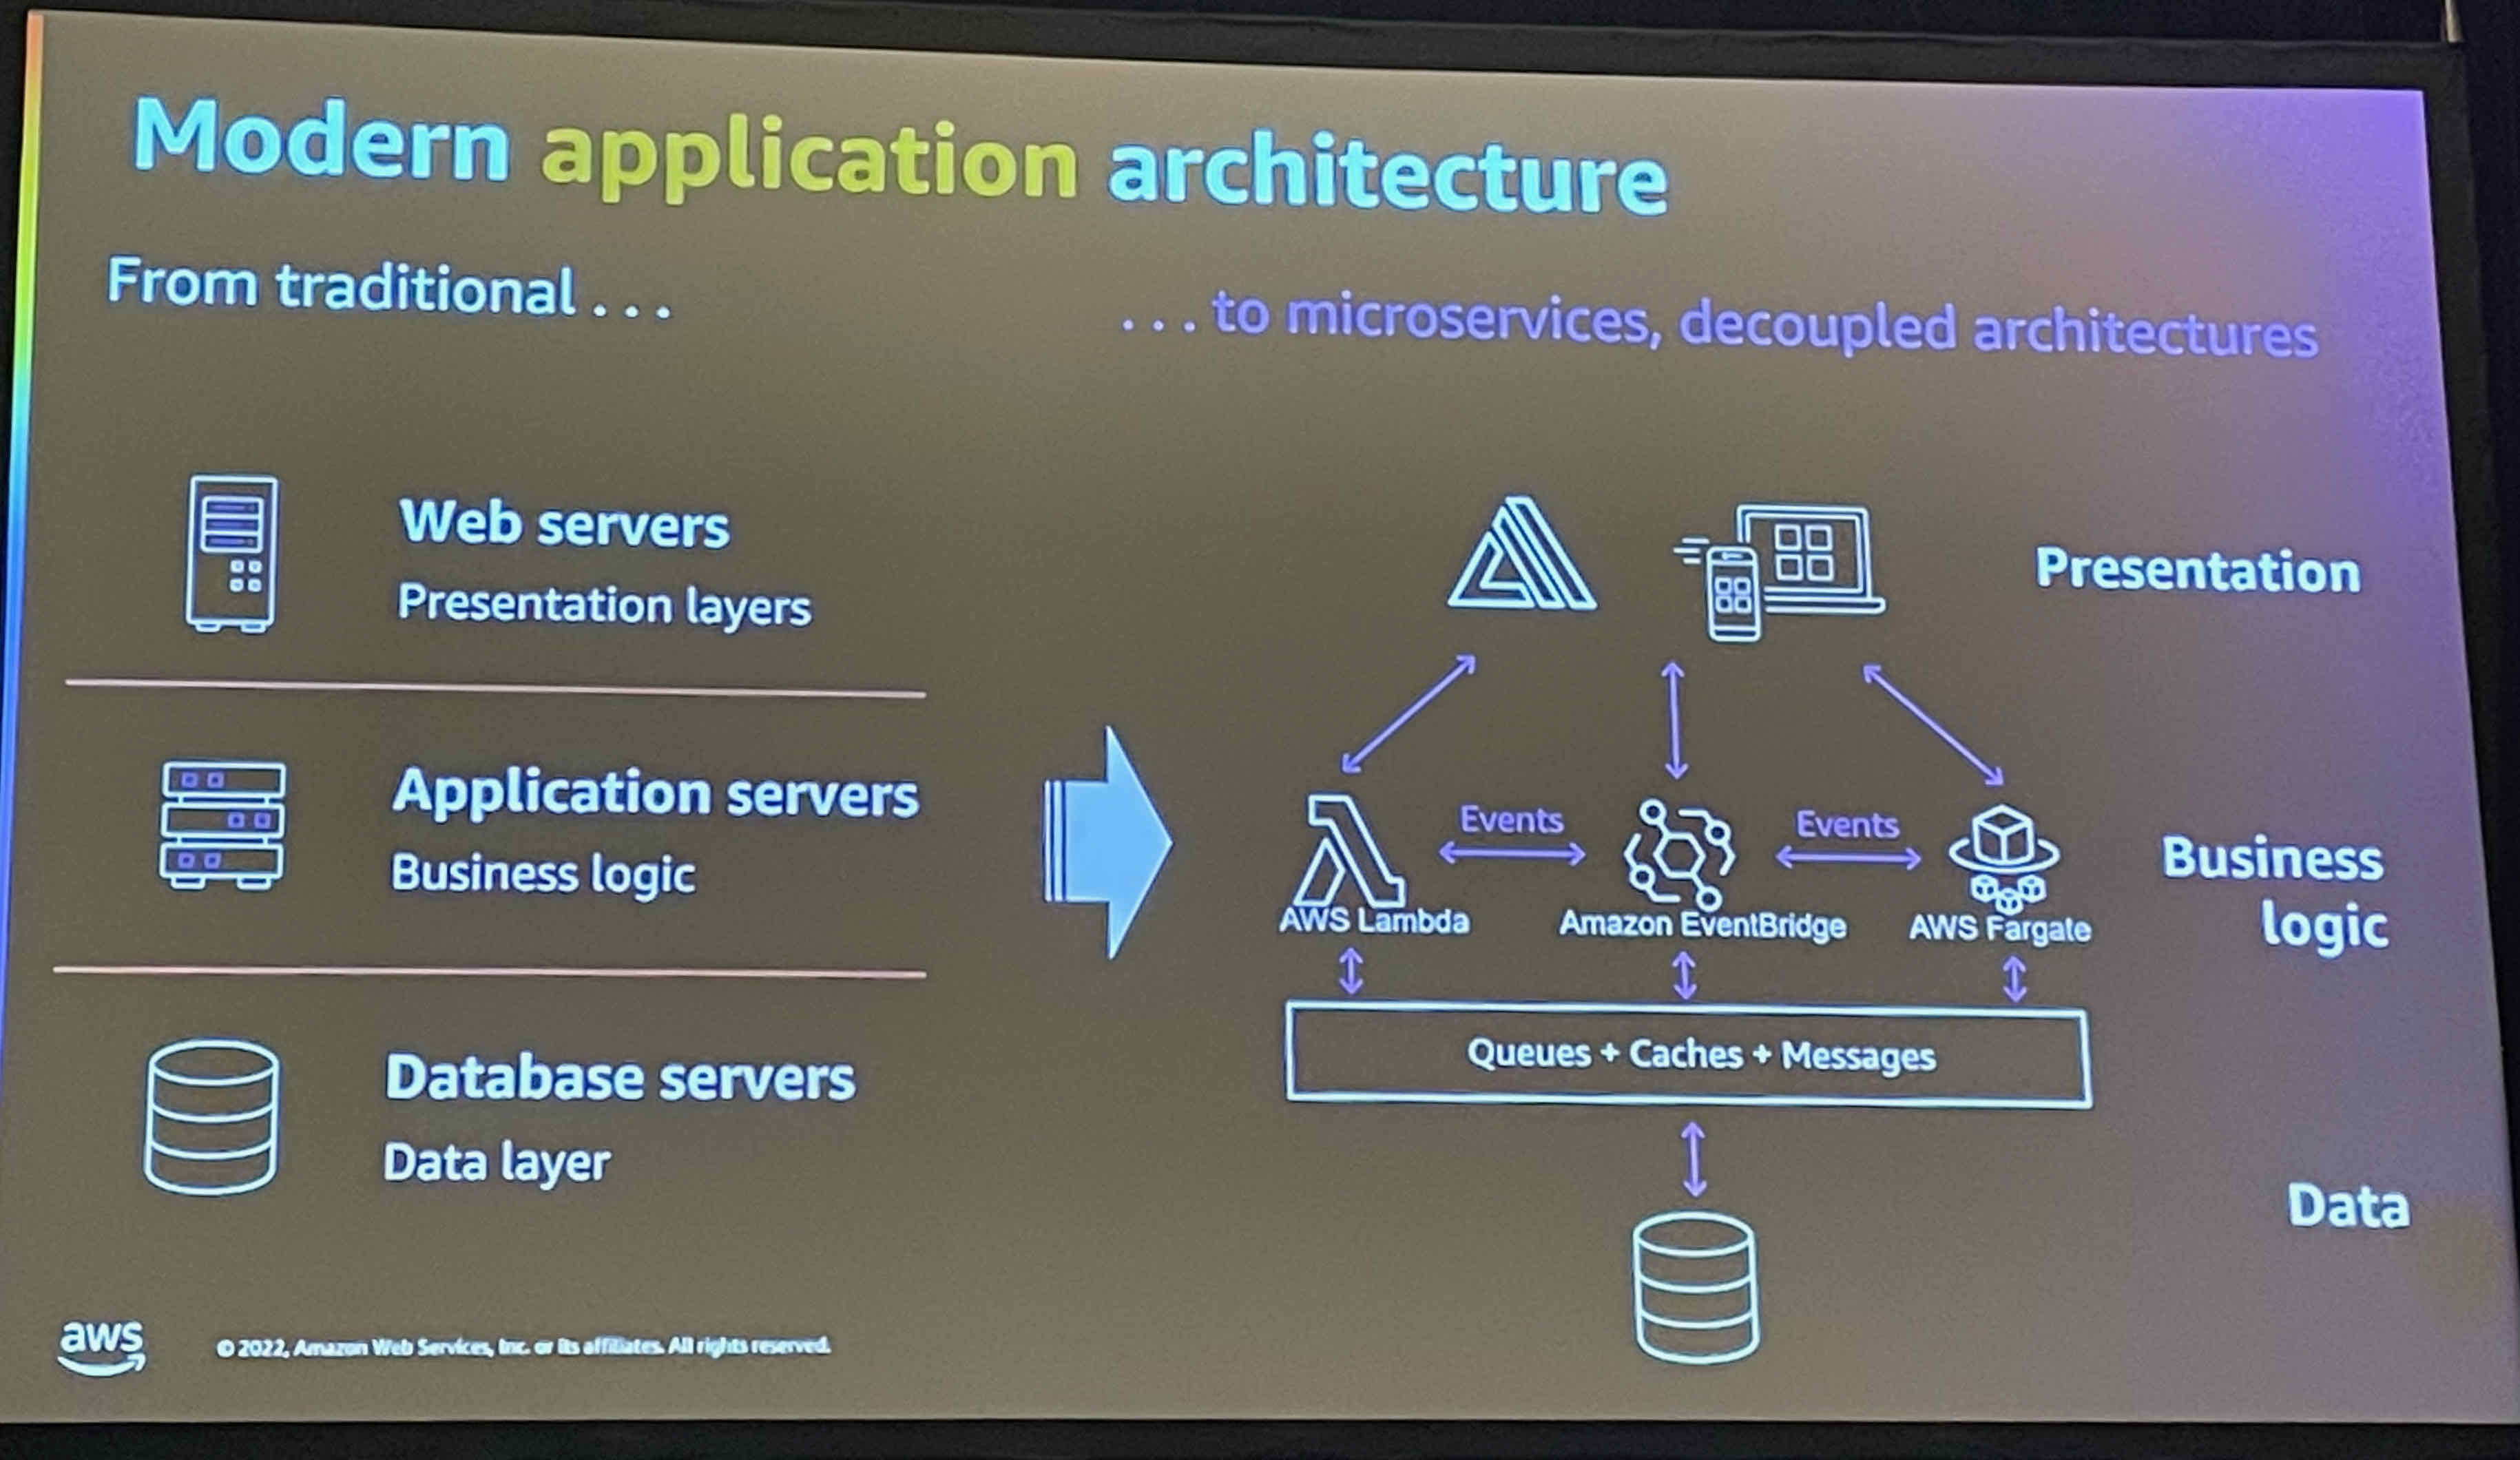 Modern application architecture
From traditional . . .
. . . to microservices, decoupled architectures
Web servers
Presentation layers
Application servers
Business logic
Database servers
Data layer
Presentation
Events
Events
AWS Lambda
Amazon EventBridge
AWS Fargate
Business
logic
Queues + Caches + Messages
Data
aws
© 2022, Amazon Web Services, Inc. or its affiliates. All rights reserved.